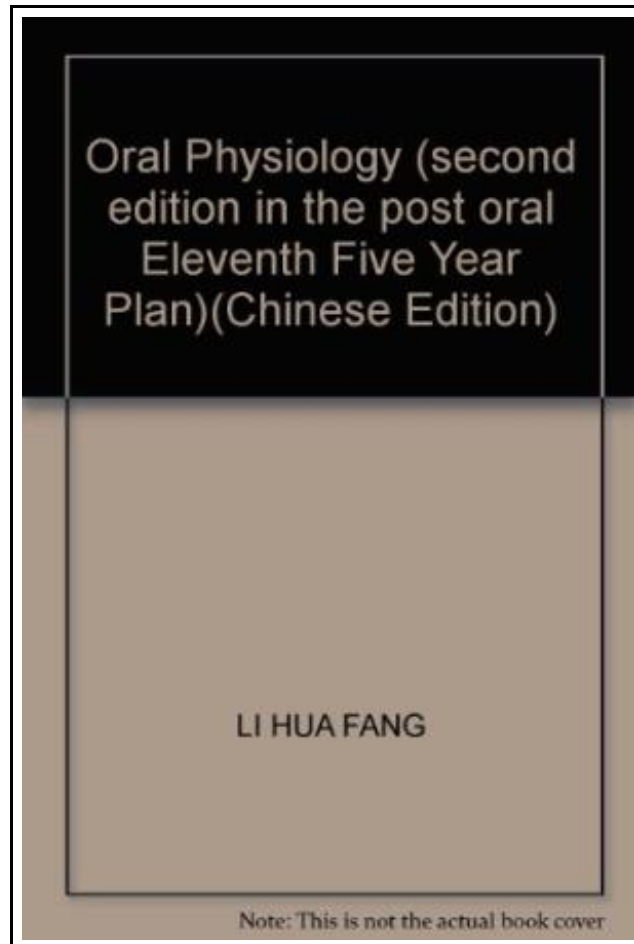 Oral Physiology (second
edition in the post oral
Eleventh Five Year
Plan)(Chinese Edition)
LI HUA FANG
Note: This is not the actual book cover